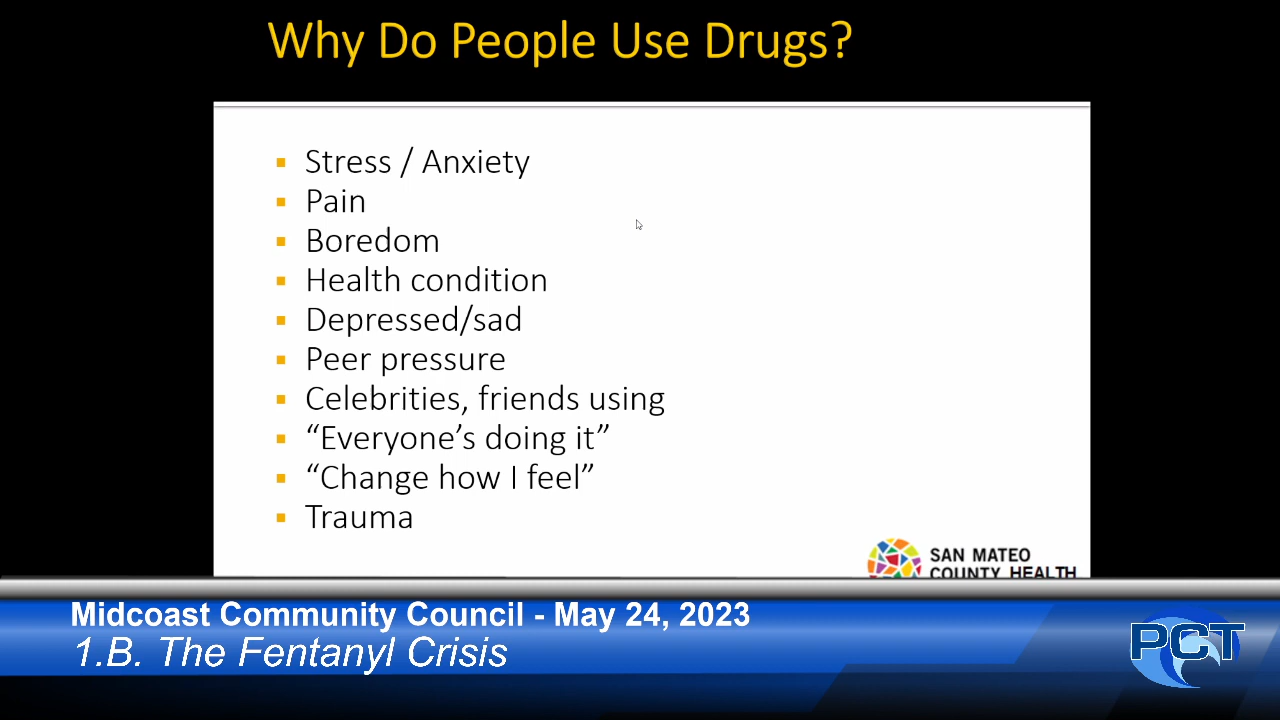 Why Do People Use Drugs?
Stress / Anxiety
Pain
Boredom
Health condition
Depressed/sad
Peer pressure
Celebrities, friends using
“Everyone’s doing it”
“Change how I feel”
Trauma
SAN MATEO
COUNTY HEALTH
Midcoast Community Council - May 24, 2023
1.B. The Fentanyl Crisis
PCT